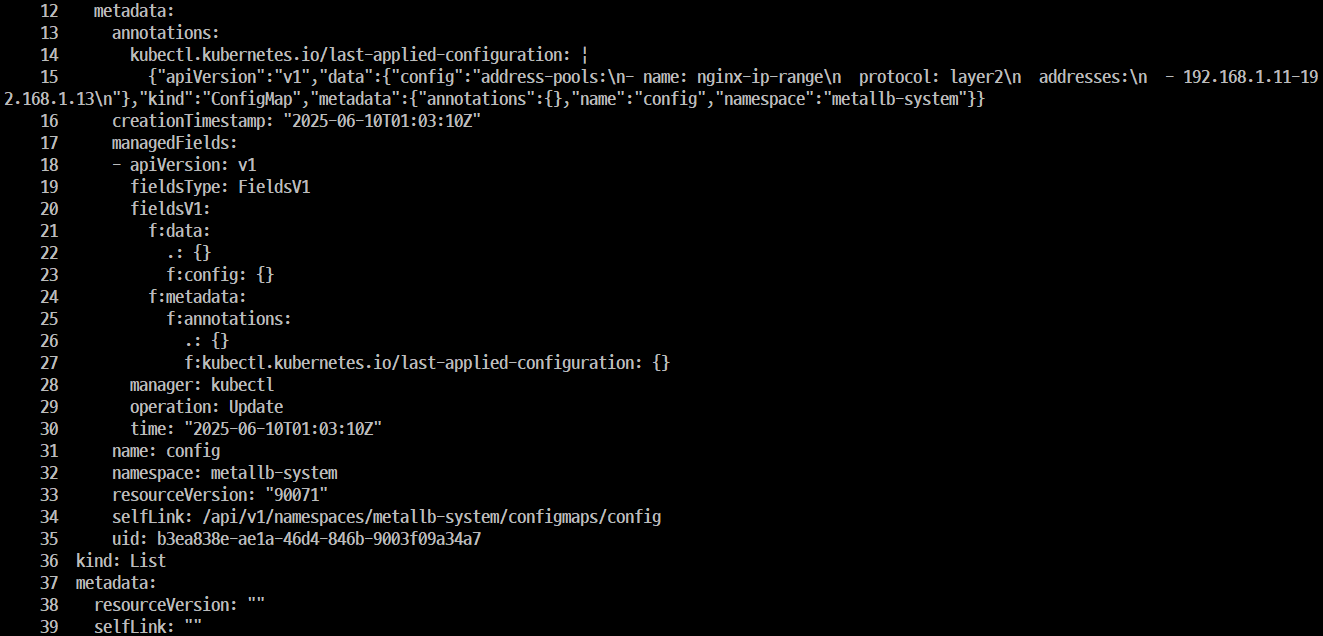 12    metadata:
13      annotations:
14        kubectl.kubernetes.io/last-applied-configuration: |
15          {"apiVersion":"v1","data":{"config":"address-pools:\n- name: nginx-ip-range\n  protocol: layer2\n  addresses:\n  - 192.168.1.11-19
2.168.1.13\n"},"kind":"ConfigMap","metadata":{"annotations":{},"name":"config","namespace":"metallb-system"}}
16      creationTimestamp: "2025-06-10T01:03:10Z"
17      managedFields:
18      - apiVersion: v1
19        fieldsType: FieldsV1
20        fieldsV1:
21          f:data:
22            .: {}
23            f:config: {}
24          f:metadata:
25            f:annotations:
26              .: {}
27              f:kubectl.kubernetes.io/last-applied-configuration: {}
28        manager: kubectl
29        operation: Update
30        time: "2025-06-10T01:03:10Z"
31      name: config
32      namespace: metallb-system
33      resourceVersion: "90071"
34      selfLink: /api/v1/namespaces/metallb-system/configmaps/config
35      uid: b3ea838e-ae1a-46d4-846b-9003f09a34a7
36  kind: List
37  metadata:
38    resourceVersion: ""
39    selfLink: ""